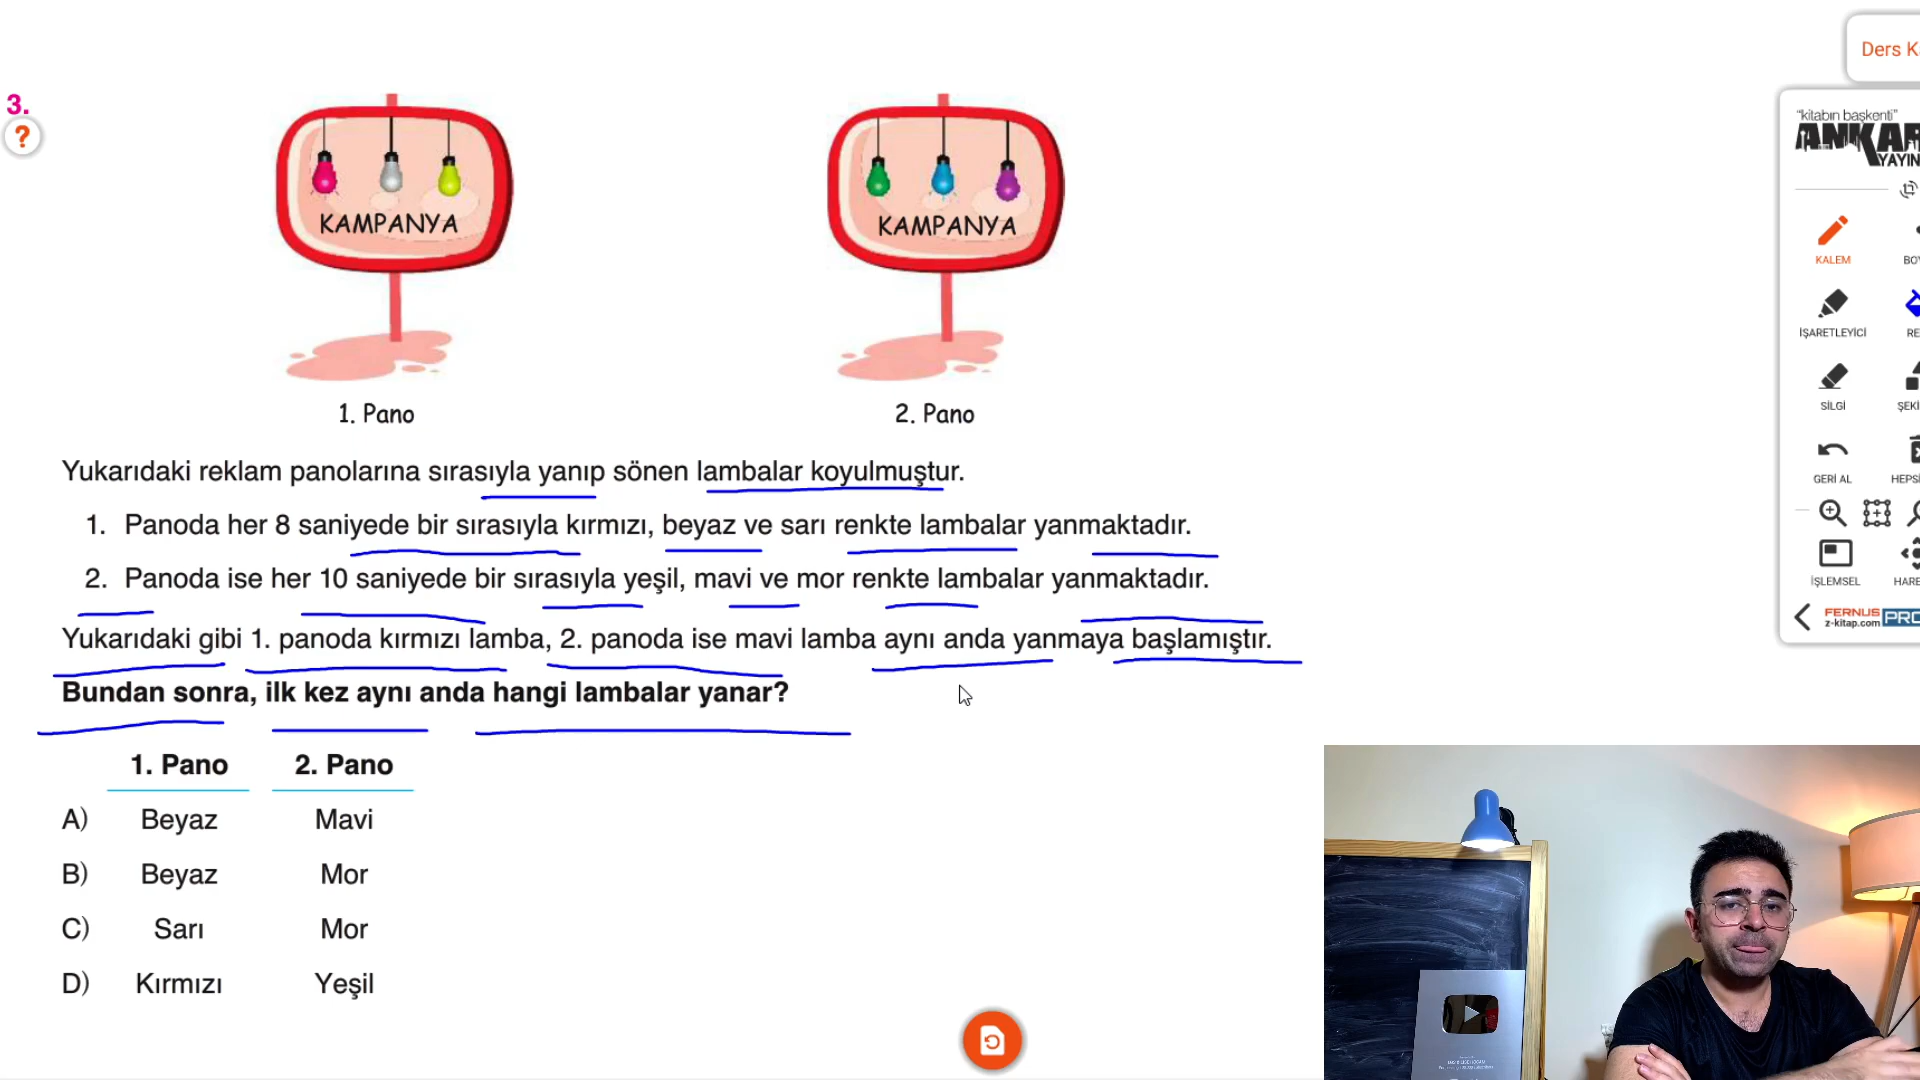 Ders K
3.
?
KAMPANYA
KAMPANYA
1. Pano
2. Pano
Yukarıdaki reklam panolarına sırasıyla yanıp sönen lambalar koyulmuştur.
1. Panoda her 8 saniyede bir sırasıyla kırmızı, beyaz ve sarı renkte lambalar yanmaktadır.
2. Panoda ise her 10 saniyede bir sırasıyla yeşil, mavi ve mor renkte lambalar yanmaktadır.
Yukarıdaki gibi 1. panoda kırmızı lamba, 2. panoda ise mavi lamba aynı anda yanmaya başlamıştır.
Bundan sonra, ilk kez aynı anda hangi lambalar yanar?
1. Pano 2. Pano
A) Beyaz Mavi
B) Beyaz Mor
C) Sarı Mor
D) Kırmızı Yeşil
"kitabın başkenti"
ANKAR
YAYIN
KALEM BOY
İŞARETLEYİCİ RE
SİLGİ ŞEKİ
GERİ AL HEPSİ
İŞLEMSEL HARE
FERNUS
z-kitap.com PRO